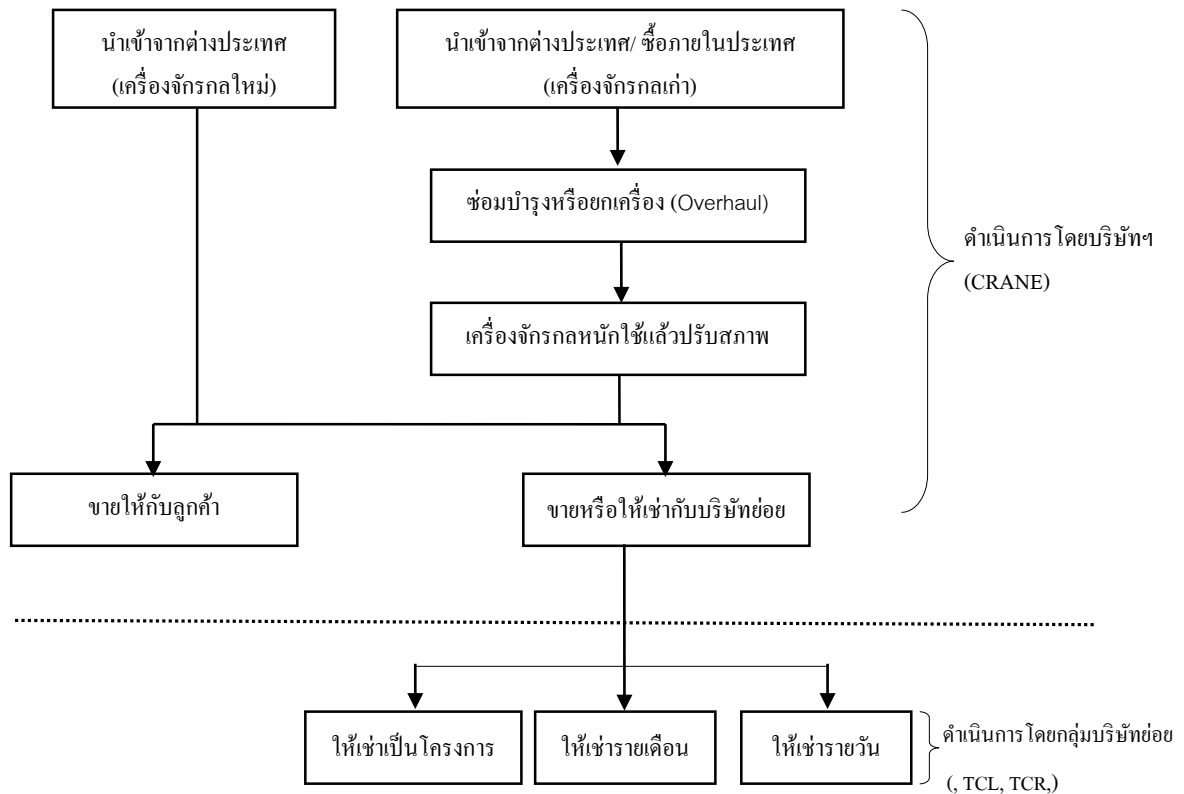 นำเข้าจากต่างประเทศ
(เครื่องจักรกลใหม่)
นำเข้าจากต่างประเทศ/ ซื้อภายในประเทศ
(เครื่องจักรกลเก่า)
ซ่อมบำรุงหรือยกเครื่อง (Overhaul)
เครื่องจักรกลหนักใช้แล้วปรับสภาพ
ดำเนินการโดยบริษัทฯ
(CRANE)
ขายให้กับลูกค้า
ขายหรือให้เช่ากับบริษัทย่อย
ให้เช่าเป็นโครงการ
ให้เช่ารายเดือน
ให้เช่ารายวัน
ดำเนินการโดยกลุ่มบริษัทย่อย
(, TCL, TCR,)